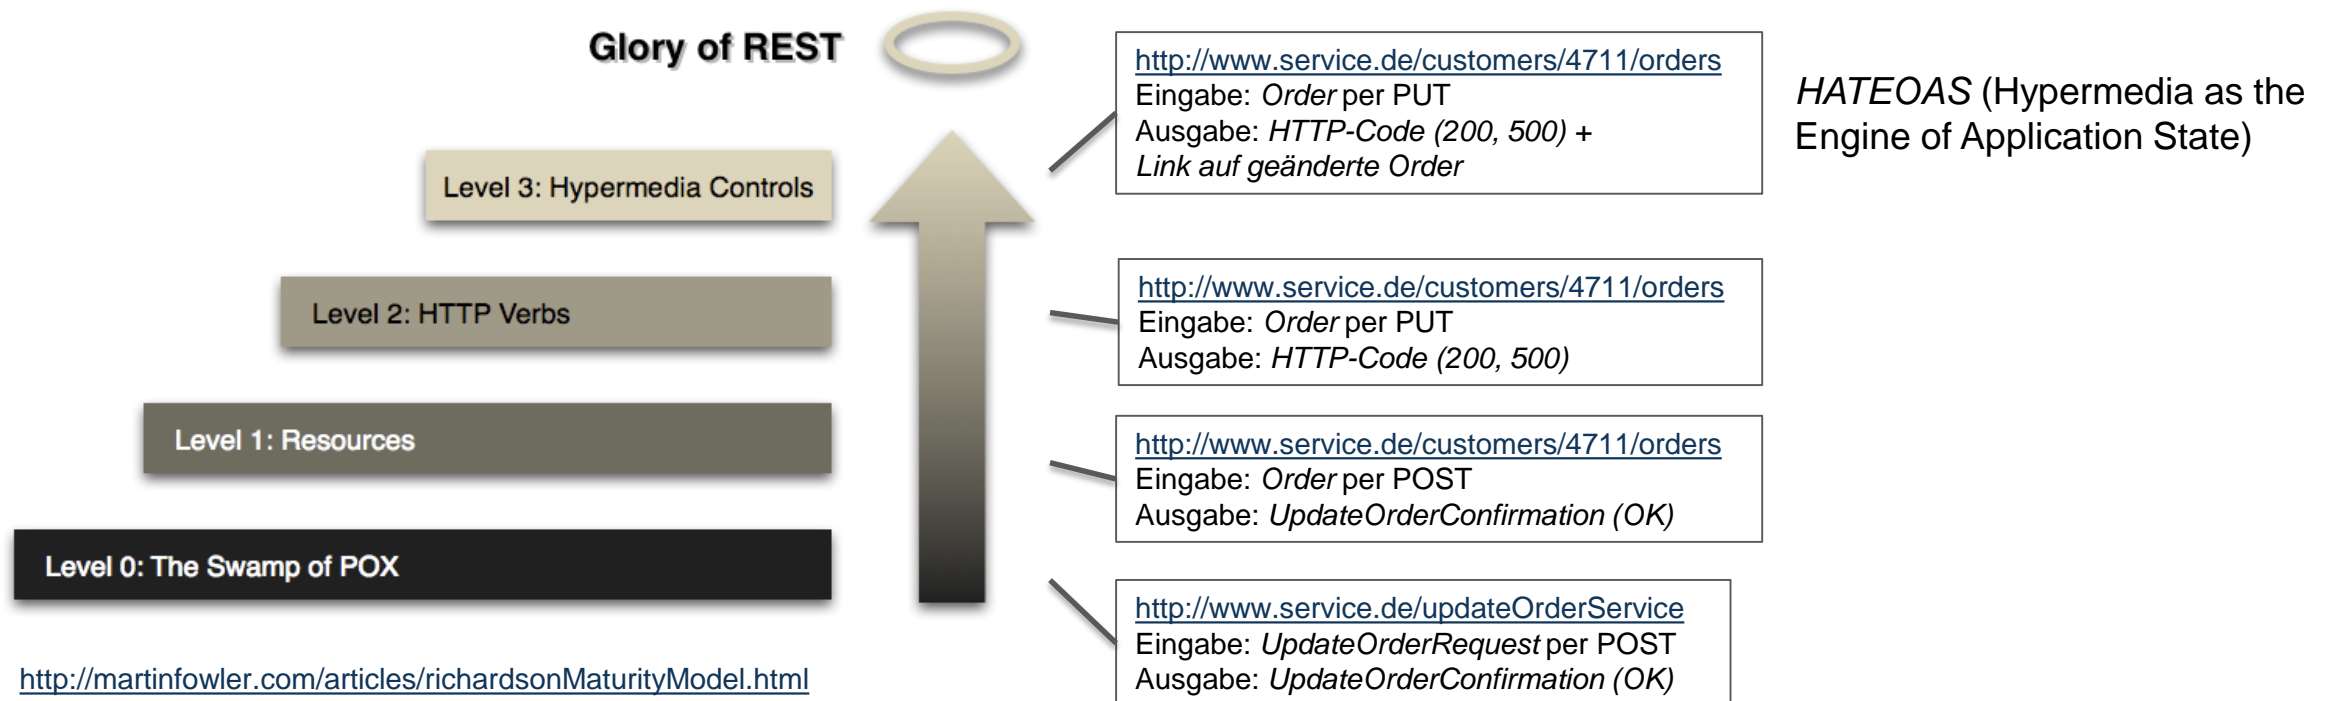 Glory of REST
http://www.service.de/customers/4711/orders
Eingabe: Order per PUT
Ausgabe: HTTP-Code (200, 500) +
Link auf geänderte Order
HATEOAS (Hypermedia as the
Engine of Application State)
Level 3: Hypermedia Controls
Level 2: HTTP Verbs
http://www.service.de/customers/4711/orders
Eingabe: Order per PUT
Ausgabe: HTTP-Code (200, 500)
Level 1: Resources
http://www.service.de/customers/4711/orders
Eingabe: Order per POST
Ausgabe: UpdateOrderConfirmation (OK)
Level 0: The Swamp of POX
http://www.service.de/updateOrderService
Eingabe: UpdateOrderRequest per POST
Ausgabe: UpdateOrderConfirmation (OK)
http://martinfowler.com/articles/richardsonMaturityModel.html